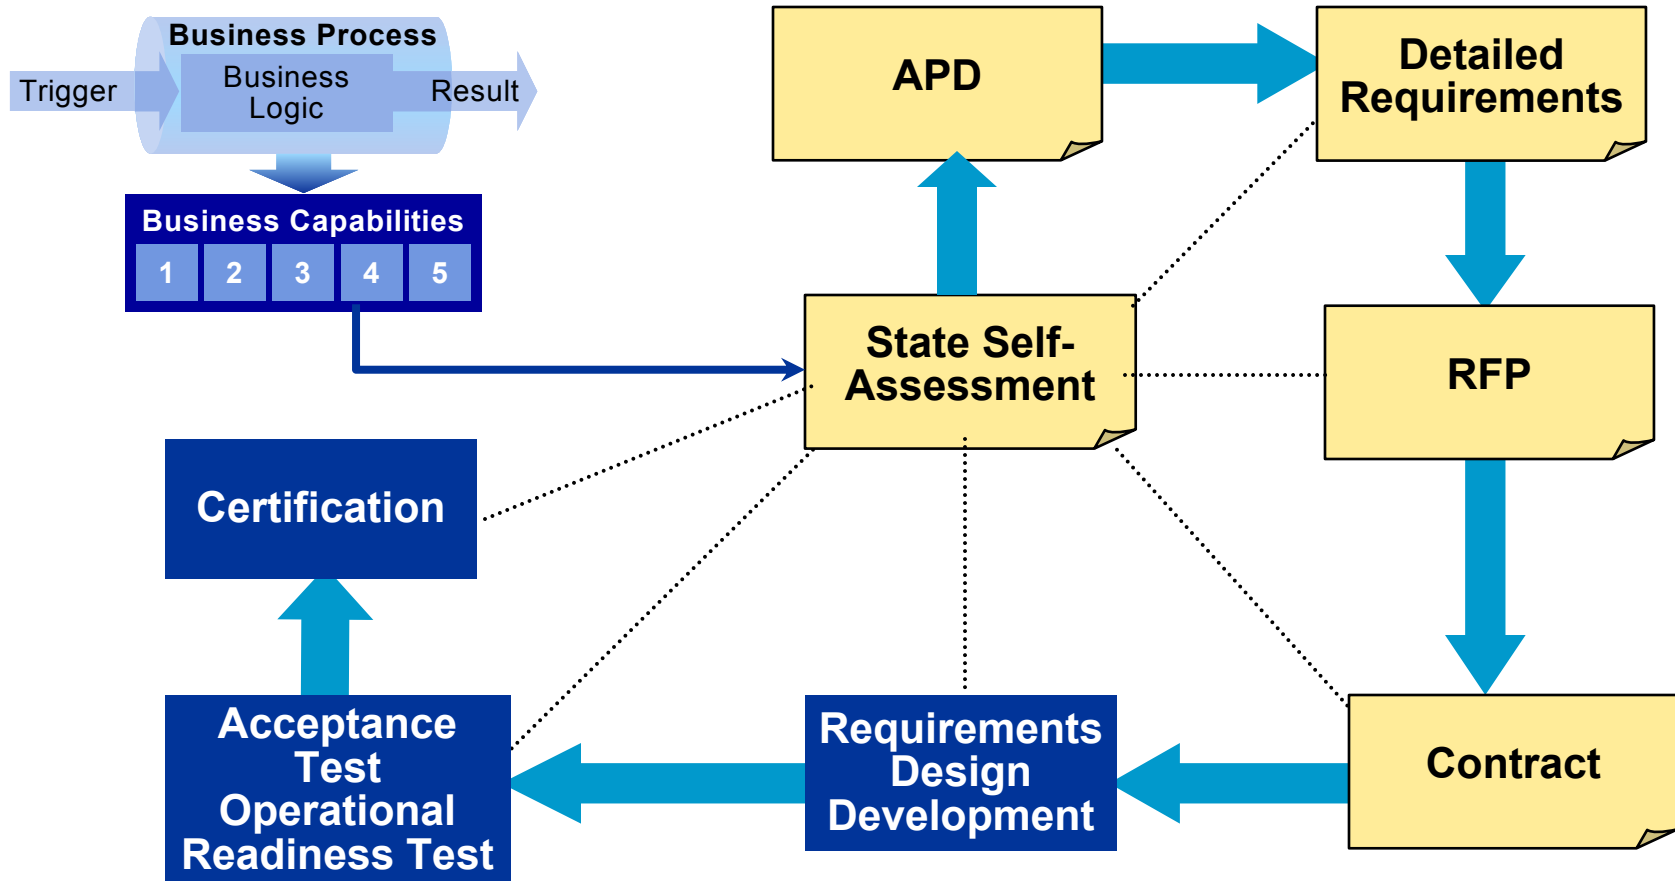 Business Process
Trigger
Business
Logic
Result
Business Capabilities
1 2 3 4 5
APD
Detailed
Requirements
State Self-
Assessment
RFP
Certification
Acceptance
Test
Operational
Readiness Test
Requirements
Design
Development
Contract